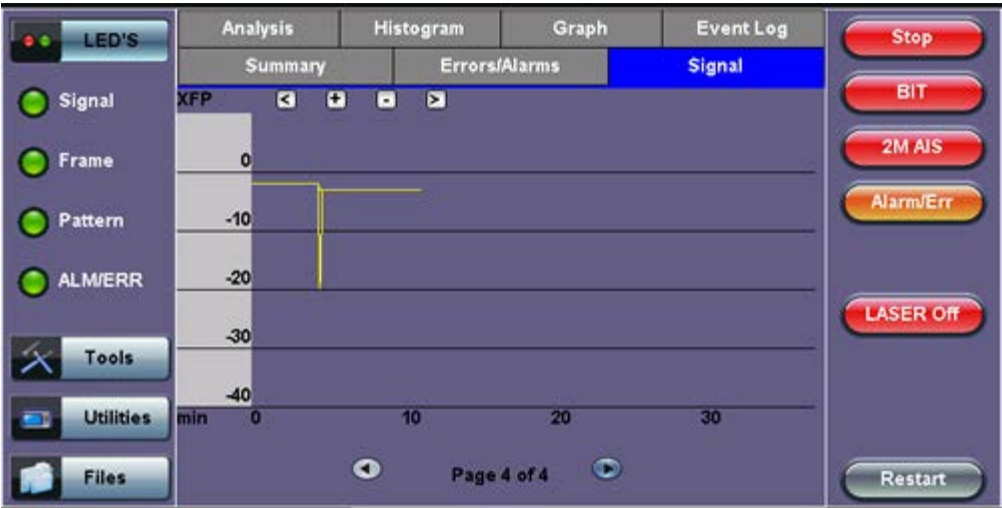 LED'S
Signal
Frame
Pattern
ALM/ERR
Tools
Utilities
Files
Analysis
Histogram
Graph
Event Log
Summary
Errors/Alarms
Signal
XFP < + - >
0
-10
-20
-30
-40
min 0 10 20 30
Page 4 of 4
Stop
BIT
2M AIS
Alarm/Err
LASER Off
Restart